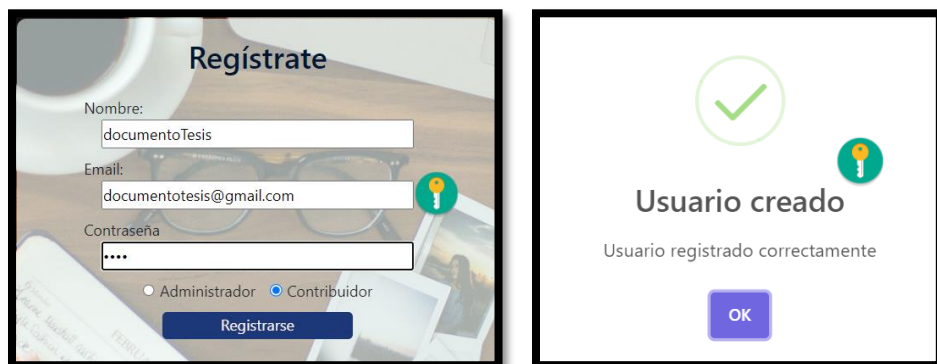 Regístrate
Nombre:
documentoTesis
Email:
documentotesis@gmail.com
Contraseña
••••
Administrador Contribuidor
Registrarse
Usuario creado
Usuario registrado correctamente
OK